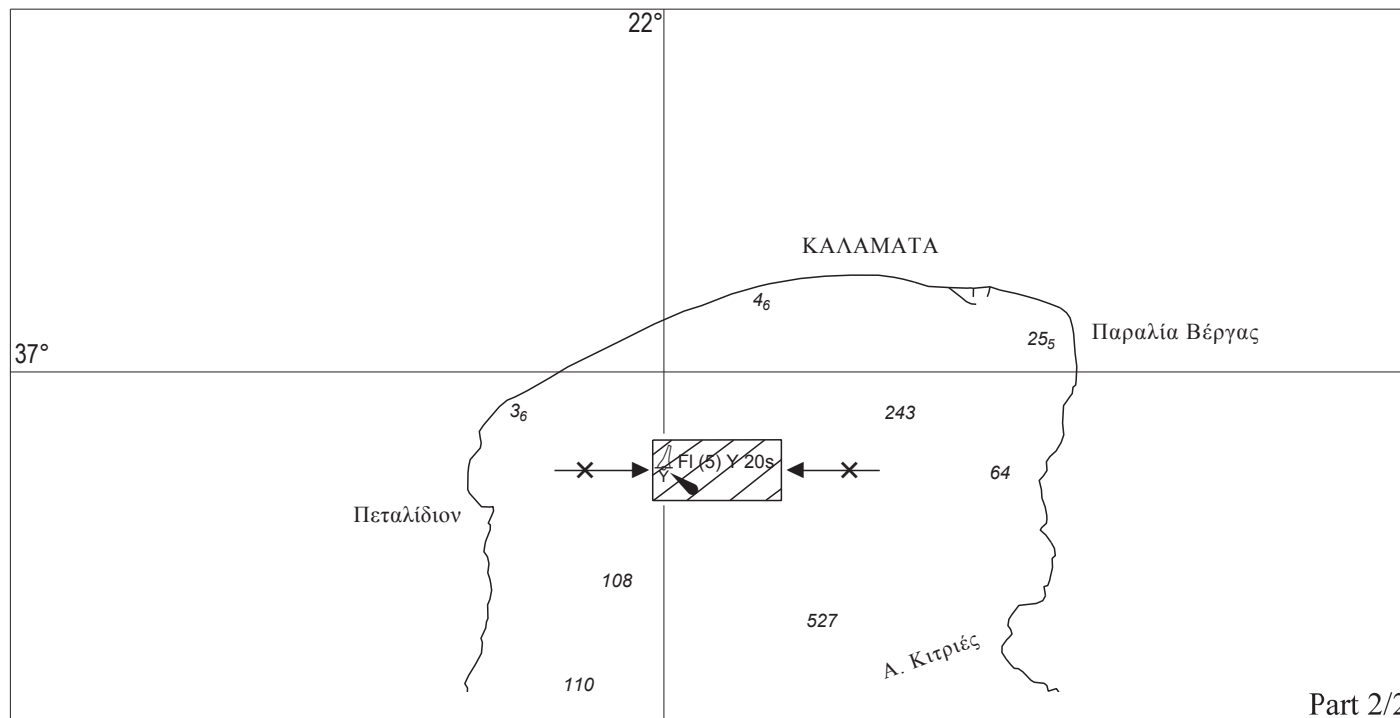 22°
ΚΑΛΑΜΑΤΑ
4₆
Παραλία Βέργας
25₅
37°
3₆
243
Fl (5) Y 20s
Y
64
Πεταλίδιον
108
527
Α. Κιτριές
110
Part 2/2